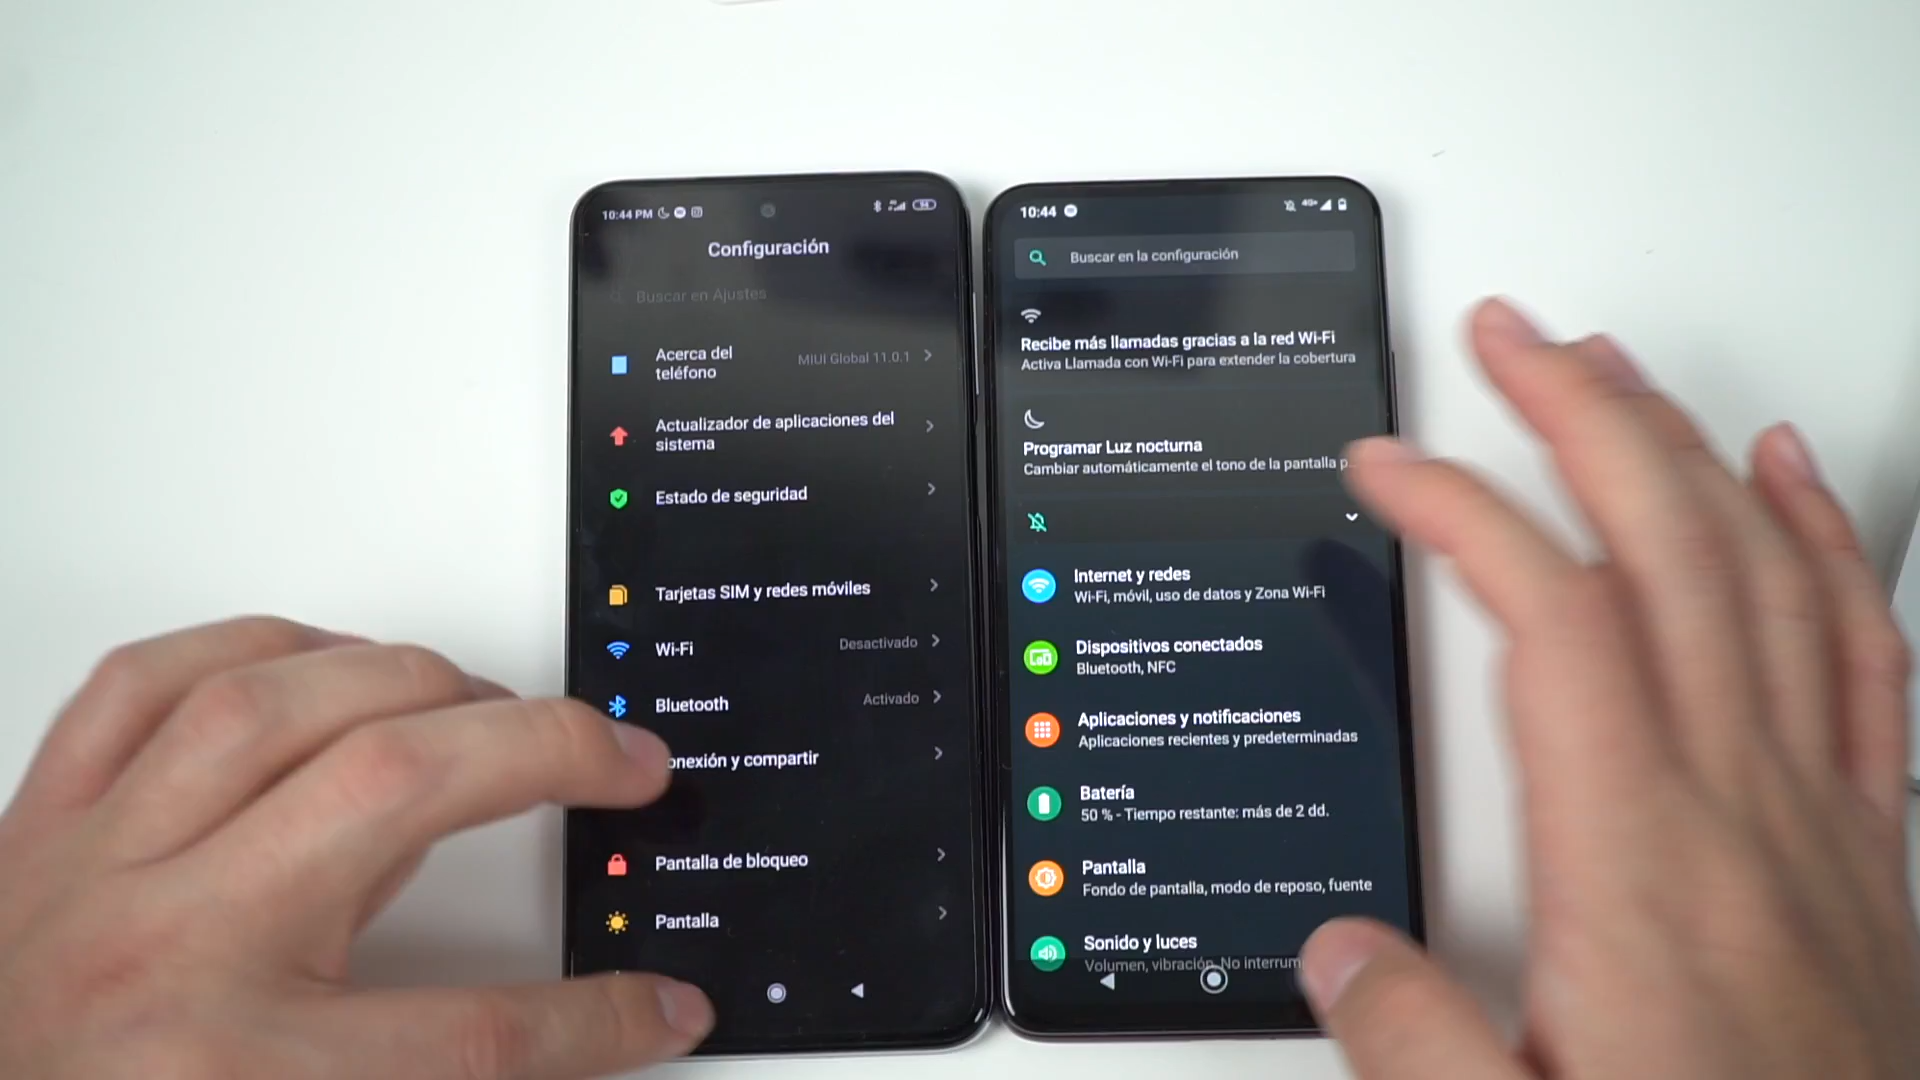 10:44 PM
94
Configuración
Buscar en Ajustes
Acerca del
teléfono
MIUI Global 11.0.1
Actualizador de aplicaciones del
sistema
Estado de seguridad
Tarjetas SIM y redes móviles
Wi-Fi
Desactivado
Bluetooth
Activado
onexión y compartir
Pantalla de bloqueo
Pantalla
10:44
4G+
Buscar en la configuración
Recibe más llamadas gracias a la red Wi-Fi
Activa Llamada con Wi-Fi para extender la cobertura
Programar Luz nocturna
Cambiar automáticamente el tono de la pantalla p...
Internet y redes
Wi-Fi, móvil, uso de datos y Zona Wi-Fi
Dispositivos conectados
Bluetooth, NFC
Aplicaciones y notificaciones
Aplicaciones recientes y predeterminadas
Batería
50 % - Tiempo restante: más de 2 dd.
Pantalla
Fondo de pantalla, modo de reposo, fuente
Sonido y luces
Volumen, vibración, No interrum